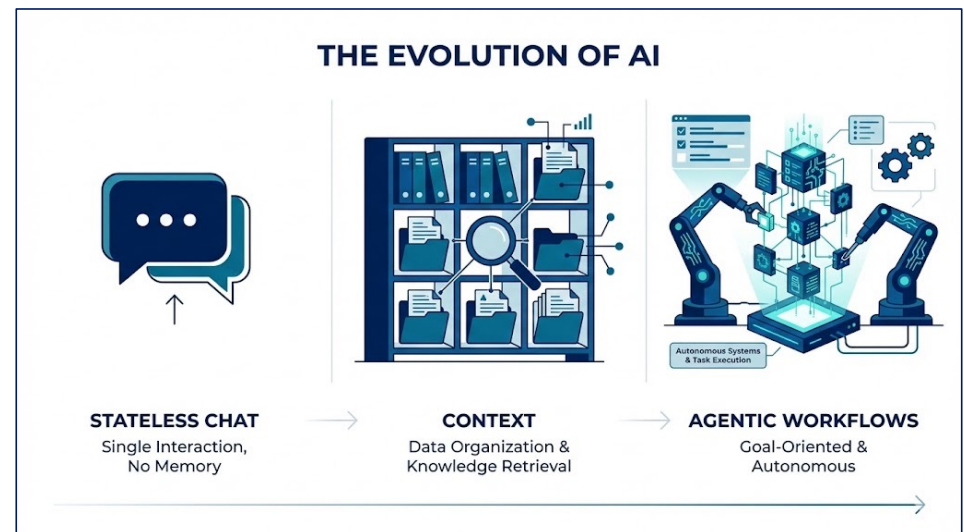 THE EVOLUTION OF AI
Autonomous Systems
& Task Execution
STATELESS CHAT
Single Interaction,
No Memory
CONTEXT
Data Organization &
Knowledge Retrieval
AGENTIC WORKFLOWS
Goal-Oriented &
Autonomous